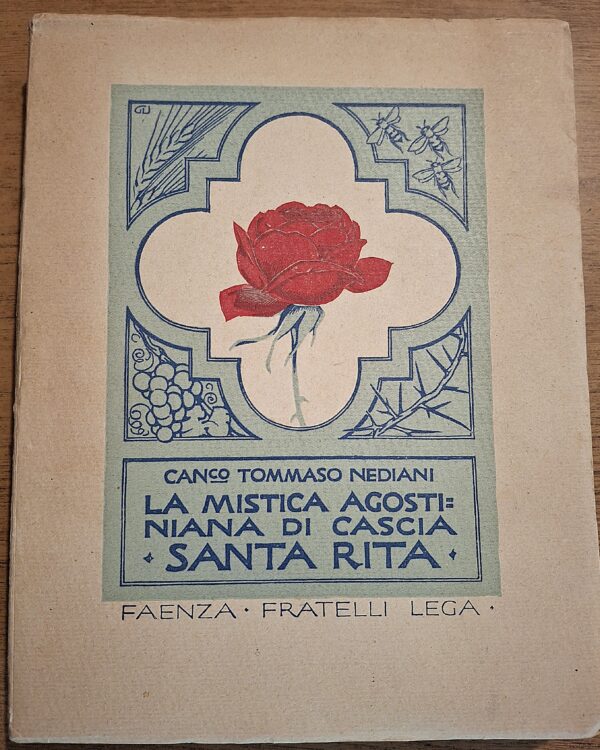 CANCO TOMMASO NEDIANI
LA MISTICA AGOSTI=
NIANA DI CASCIA
· SANTA RITA ·
FAENZA · FRATELLI LEGA ·